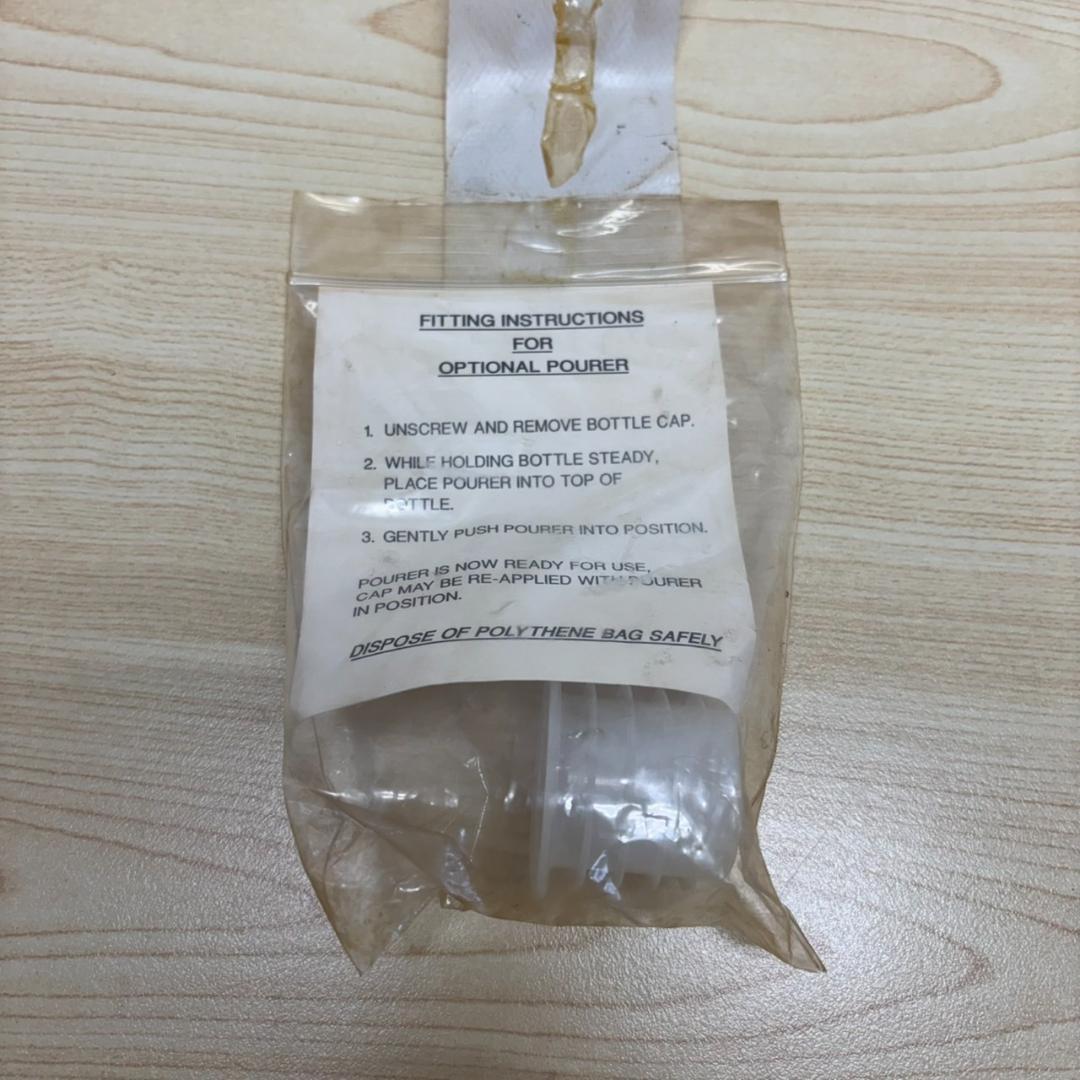 FITTING INSTRUCTIONS
FOR
OPTIONAL POURER
1. UNSCREW AND REMOVE BOTTLE CAP.
2. WHILE HOLDING BOTTLE STEADY,
PLACE POURER INTO TOP OF
BOTTLE.
3. GENTLY PUSH POURER INTO POSITION.
POURER IS NOW READY FOR USE,
CAP MAY BE RE-APPLIED WITH POURER
IN POSITION.
DISPOSE OF POLYTHENE BAG SAFELY